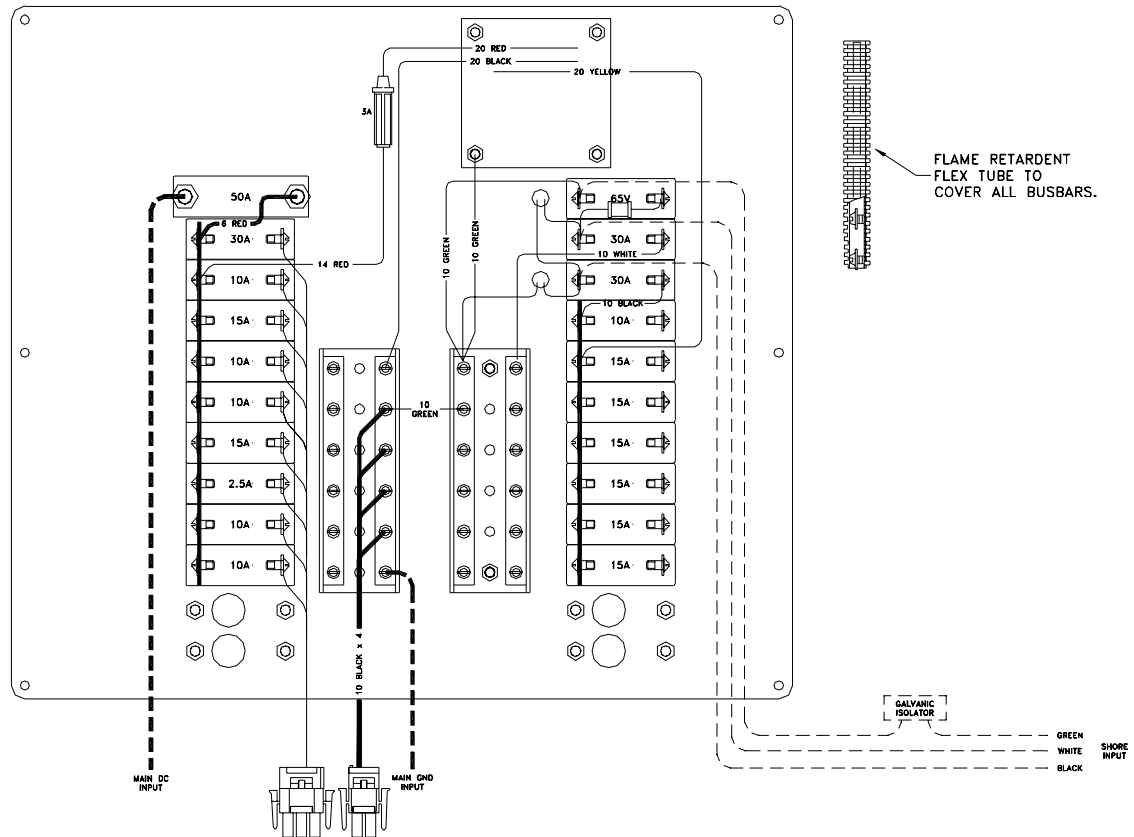 20 RED
20 BLACK
20 YELLOW
3A
FLAME RETARDENT
FLEX TUBE TO
COVER ALL BUSBARS.
50A
6 RED
30A
14 RED
10A
15A
10A
10A
15A
2.5A
10A
10A
10 GREEN
10 GREEN
65V
30A
10 WHITE
30A
10 BLACK
10A
15A
15A
15A
15A
15A
15A
10
GREEN
10 BLACK x 4
MAIN DC
INPUT
MAIN GND
INPUT
GALVANIC
ISOLATOR
GREEN
WHITE
BLACK
SHORE
INPUT